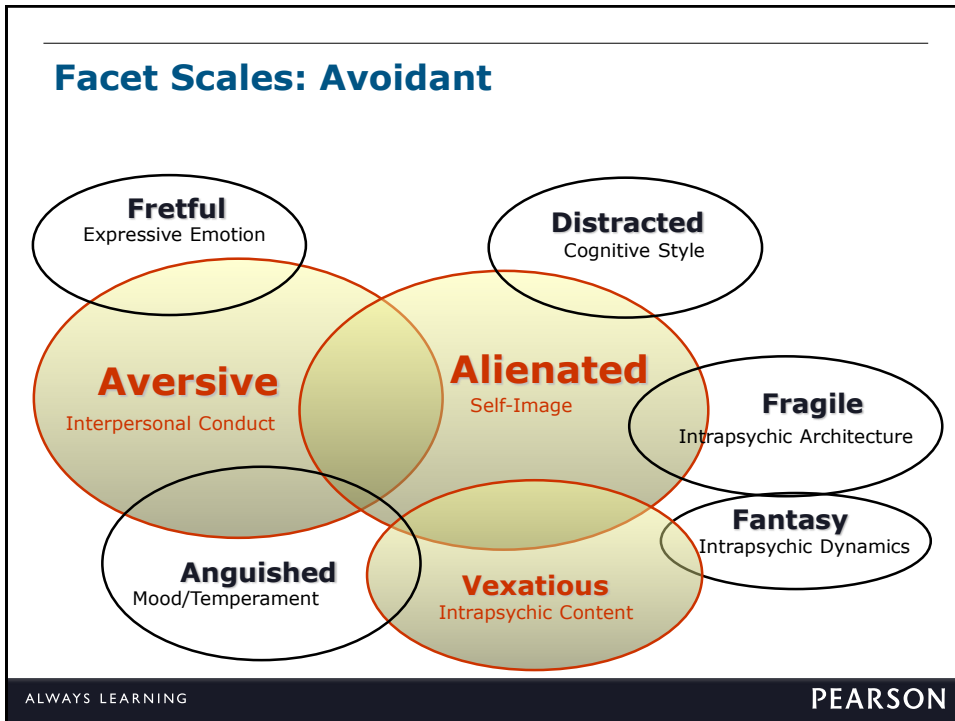 Facet Scales: Avoidant
Fretful
Expressive Emotion
Distracted
Cognitive Style
Aversive
Interpersonal Conduct
Alienated
Self-Image
Fragile
Intrapsychic Architecture
Fantasy
Intrapsychic Dynamics
Anguished
Mood/Temperament
Vexatious
Intrapsychic Content
ALWAYS LEARNING
PEARSON